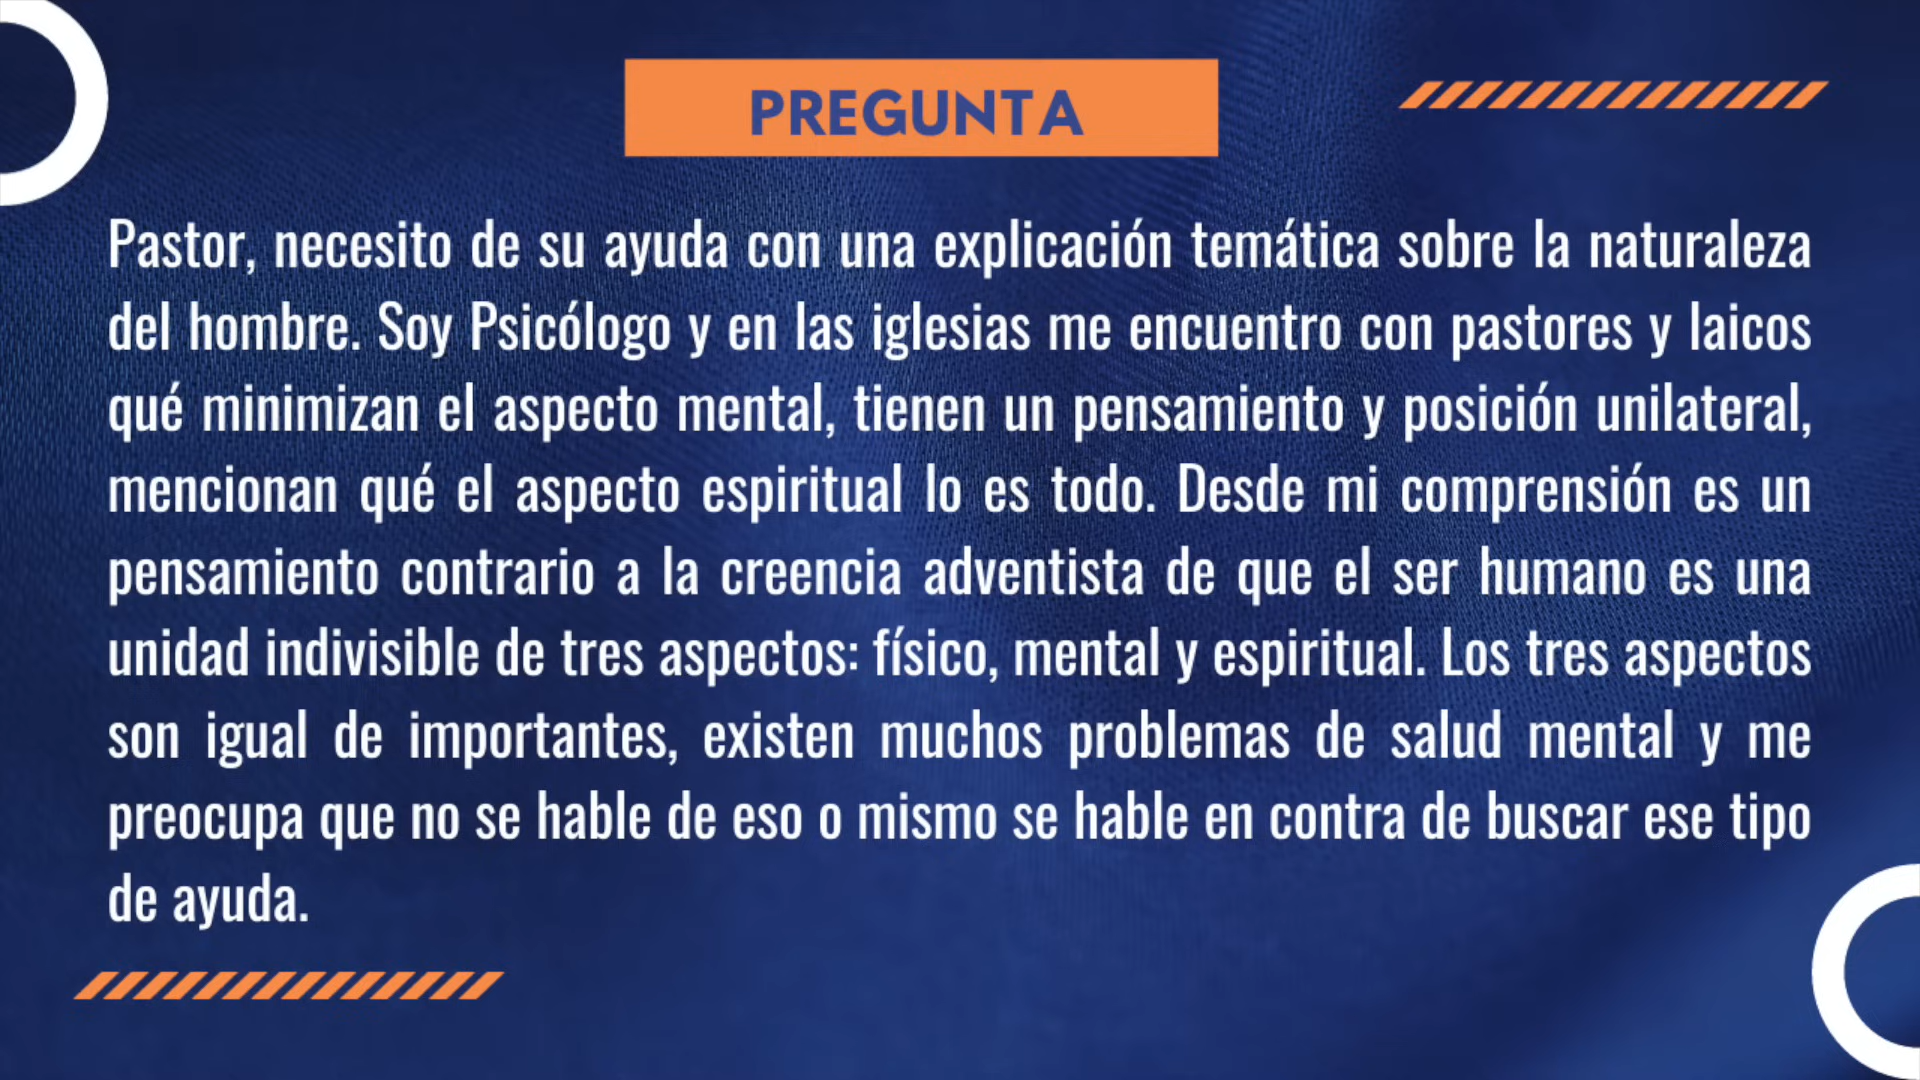 PREGUNTA
Pastor, necesito de su ayuda con una explicación temática sobre la naturaleza
del hombre. Soy Psicólogo y en las iglesias me encuentro con pastores y laicos
qué minimizan el aspecto mental, tienen un pensamiento y posición unilateral,
mencionan qué el aspecto espiritual lo es todo. Desde mi comprensión es un
pensamiento contrario a la creencia adventista de que el ser humano es una
unidad indivisible de tres aspectos: físico, mental y espiritual. Los tres aspectos
son igual de importantes, existen muchos problemas de salud mental y me
preocupa que no se hable de eso o mismo se hable en contra de buscar ese tipo
de ayuda.